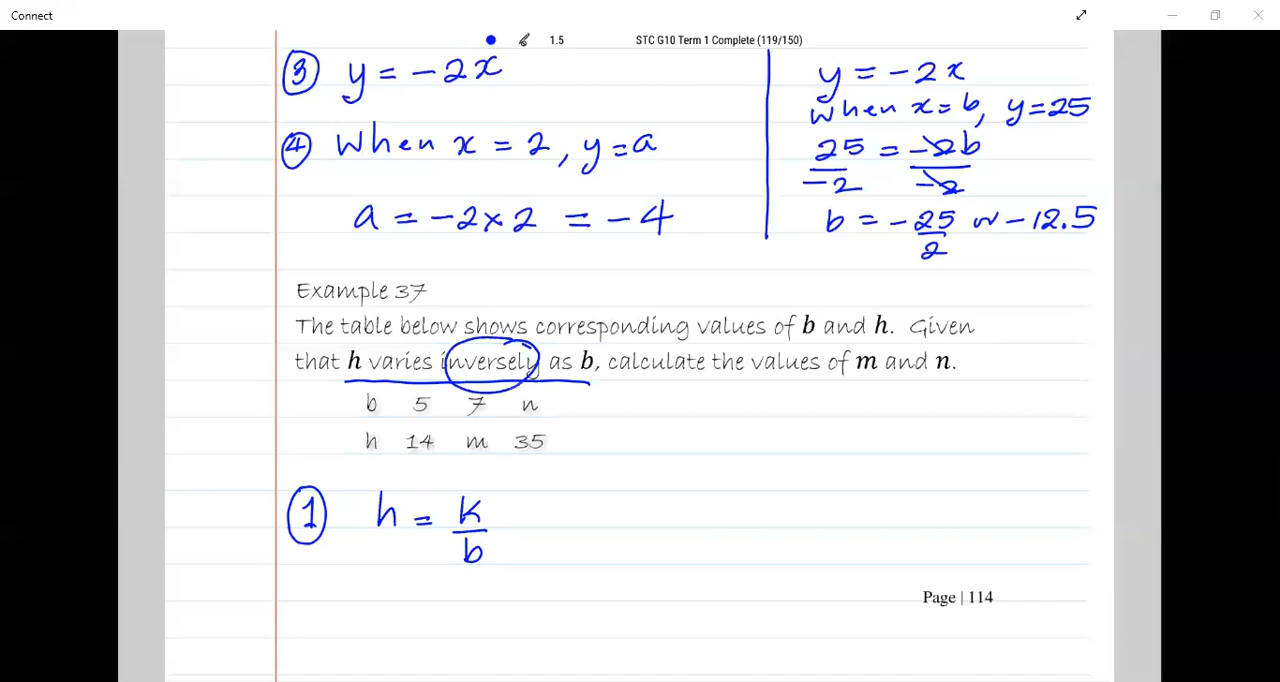 Connect
1.5 STC G10 Term 1 Complete (119/150)
③ y = -2x
④ When x = 2, y = a
a = -2 × 2 = -4
y = -2x
When x = b, y = 25
25/-2 = -2b/-2
b = -25/2 or -12.5
Example 37
The table below shows corresponding values of b and h. Given
that h varies inversely as b, calculate the values of m and n.
b 5 7 n
h 14 m 35
① h = k/b
Page | 114